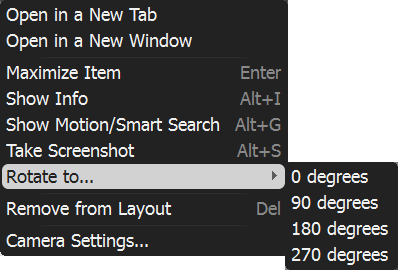 Open in a New Tab
Open in a New Window
Maximize Item Enter
Show Info Alt+I
Show Motion/Smart Search Alt+G
Take Screenshot Alt+S
Rotate to...
0 degrees
90 degrees
180 degrees
270 degrees
Remove from Layout Del
Camera Settings...